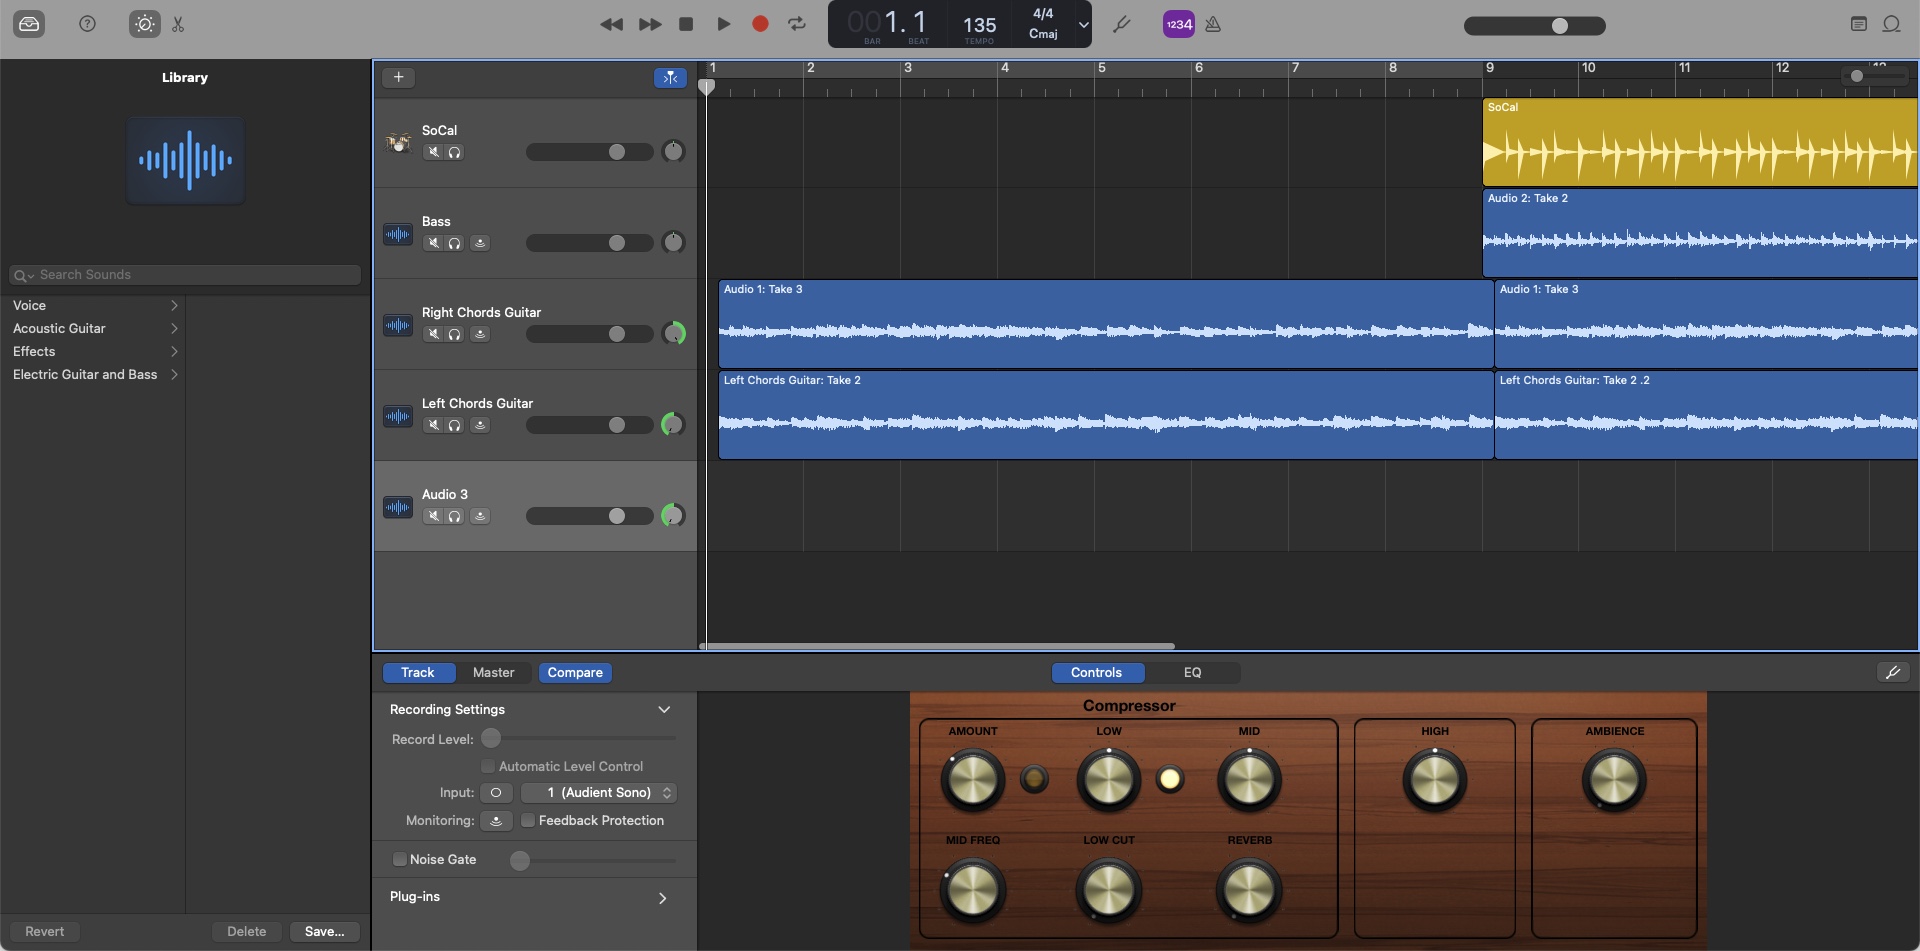 001. 1
BAR
BEAT
135
TEMPO
4/4
Cmaj
1234
Library
Search Sounds
Voice
Acoustic Guitar
Effects
Electric Guitar and Bass
Revert
Delete
Save...
1 2 3 4 5 6 7 8 9 10 11 12 13
SoCal
SoCal
Bass
Audio 2: Take 2
Right Chords Guitar
Audio 1: Take 3
Audio 1: Take 3
Left Chords Guitar
Left Chords Guitar: Take 2
Left Chords Guitar: Take 2 .2
Audio 3
Track
Master
Compare
Controls
EQ
Recording Settings
Record Level:
Automatic Level Control
Input:
1 (Audient Sono)
Monitoring:
Feedback Protection
Noise Gate
Plug-ins
Compressor
AMOUNT
LOW
MID
HIGH
AMBIENCE
MID FREQ
LOW CUT
REVERB